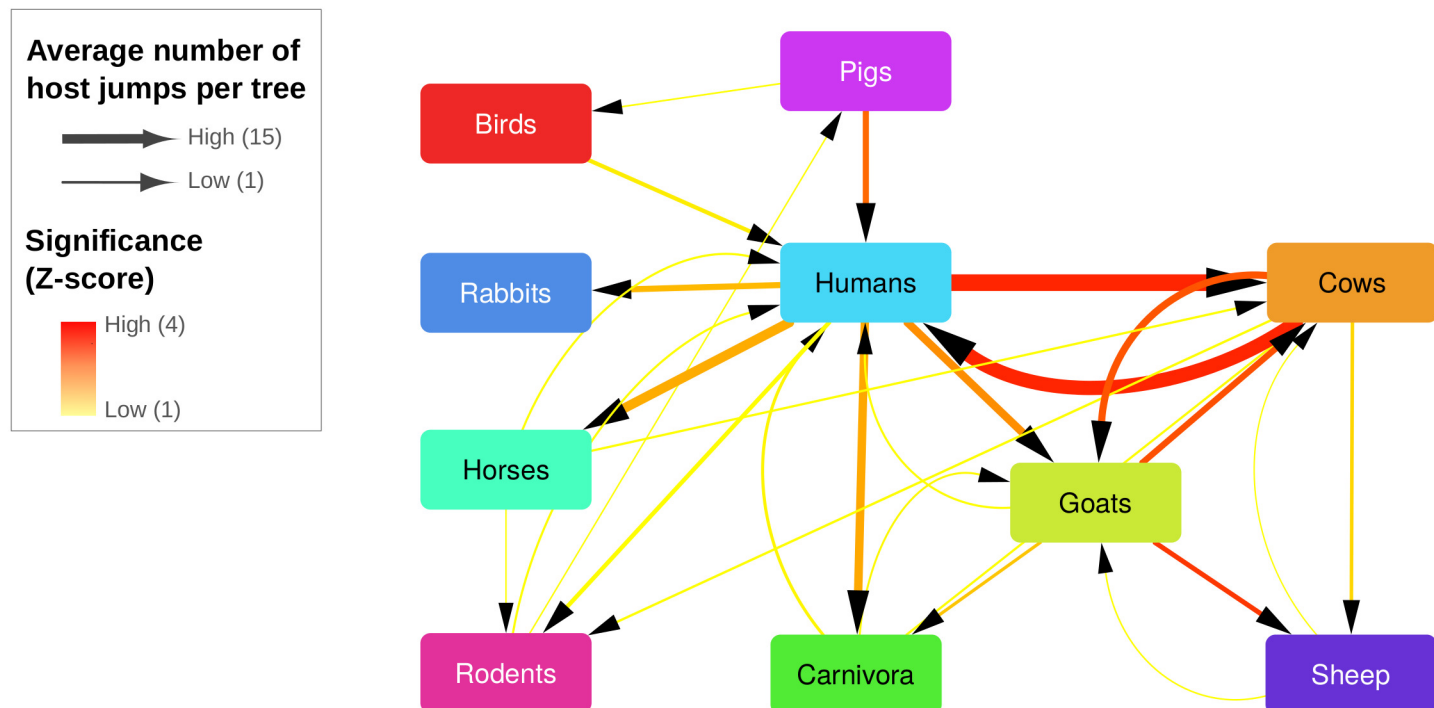 Average number of
host jumps per tree
High (15)
Low (1)
Significance
(Z-score)
High (4)
Low (1)
Pigs
Birds
Humans
Cows
Rabbits
Horses
Goats
Rodents
Carnivora
Sheep